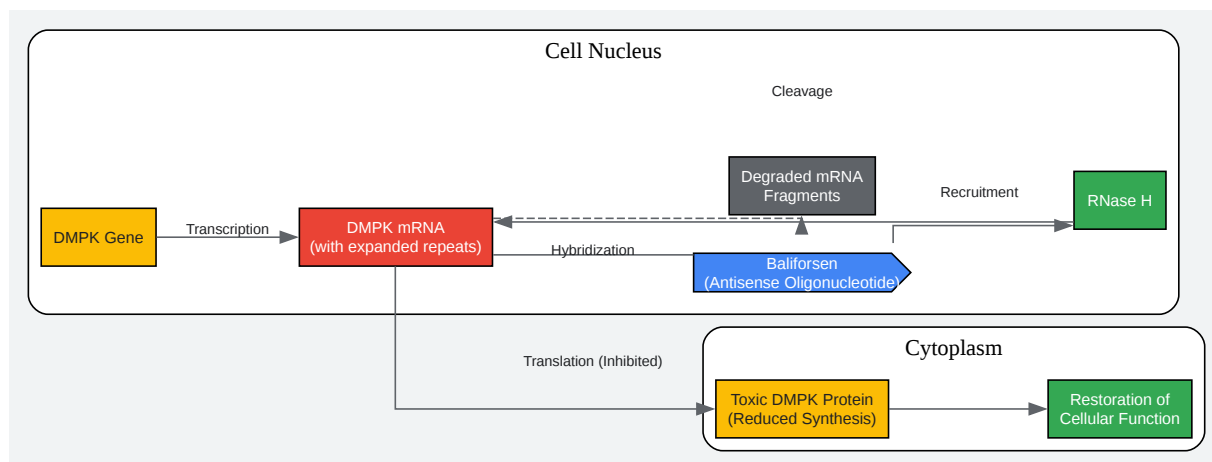 Cell Nucleus
Cleavage
Degraded mRNA
Fragments
Recruitment
RNase H
DMPK Gene
Transcription
DMPK mRNA
(with expanded repeats)
Hybridization
Baliforsen
(Antisense Oligonucleotide)
Translation (Inhibited)
Cytoplasm
Toxic DMPK Protein
(Reduced Synthesis)
Restoration of
Cellular Function